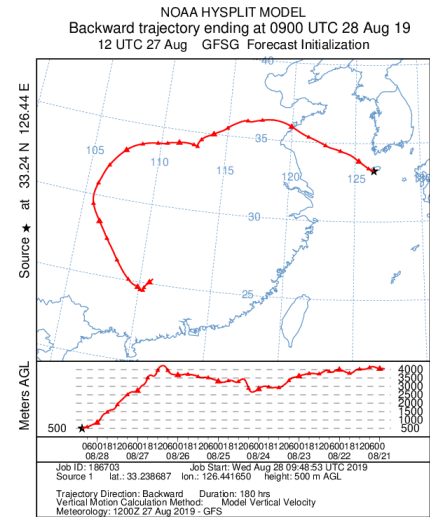 NOAA HYSPLIT MODEL
Backward trajectory ending at 0900 UTC 28 Aug 19
12 UTC 27 Aug GFSG Forecast Initialization
Source ★ at 33.24 N 126.44 E
40
105
110
115
35
120
125
30
25
Meters AGL
500
4000
3500
3000
2500
2000
1500
1000
500
060018120600181206001812060018120600181206001812060018120600
08/28 08/27 08/26 08/25 08/24 08/23 08/22 08/21
Job ID: 186703 Job Start: Wed Aug 28 09:48:53 UTC 2019
Source 1 lat.: 33.238687 lon.: 126.441650 height: 500 m AGL
Trajectory Direction: Backward Duration: 180 hrs
Vertical Motion Calculation Method: Model Vertical Velocity
Meteorology: 1200Z 27 Aug 2019 - GFS